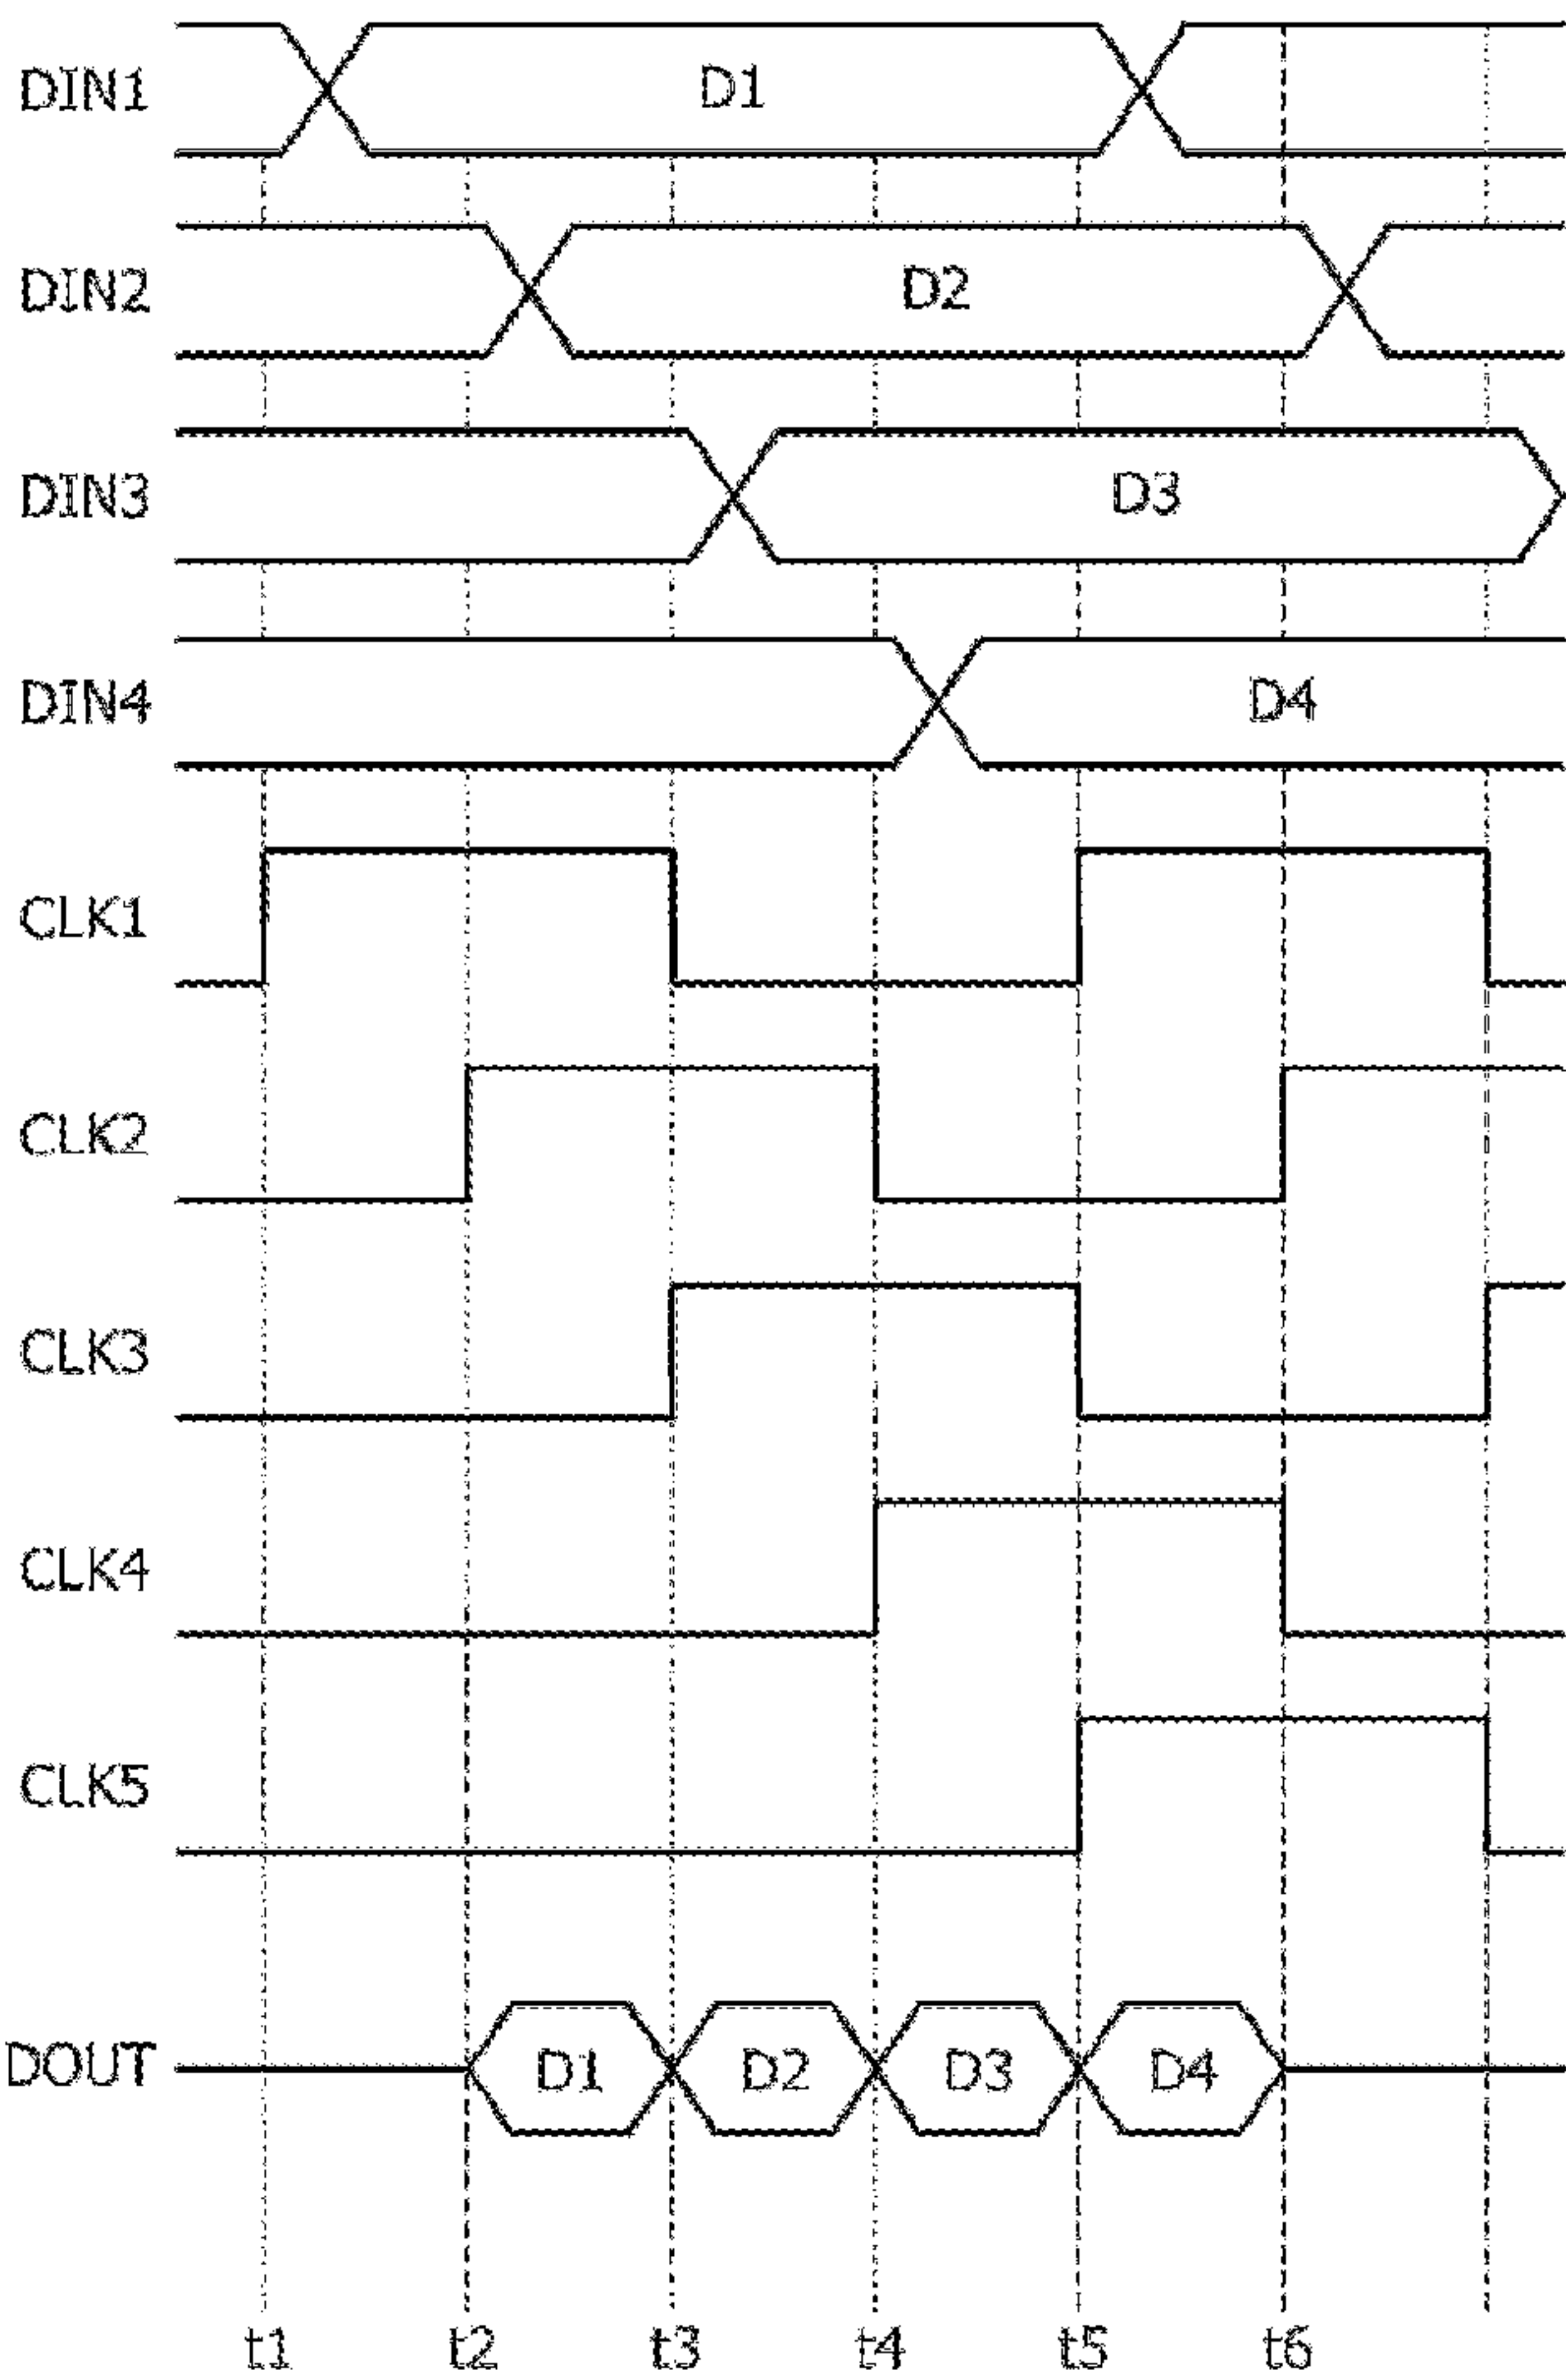 DIN1 D1
DIN2 D2
DIN3 D3
DIN4 D4
CLK1
CLK2
CLK3
CLK4
CLK5
DOUT D1 D2 D3 D4
t1 t2 t3 t4 t5 t6